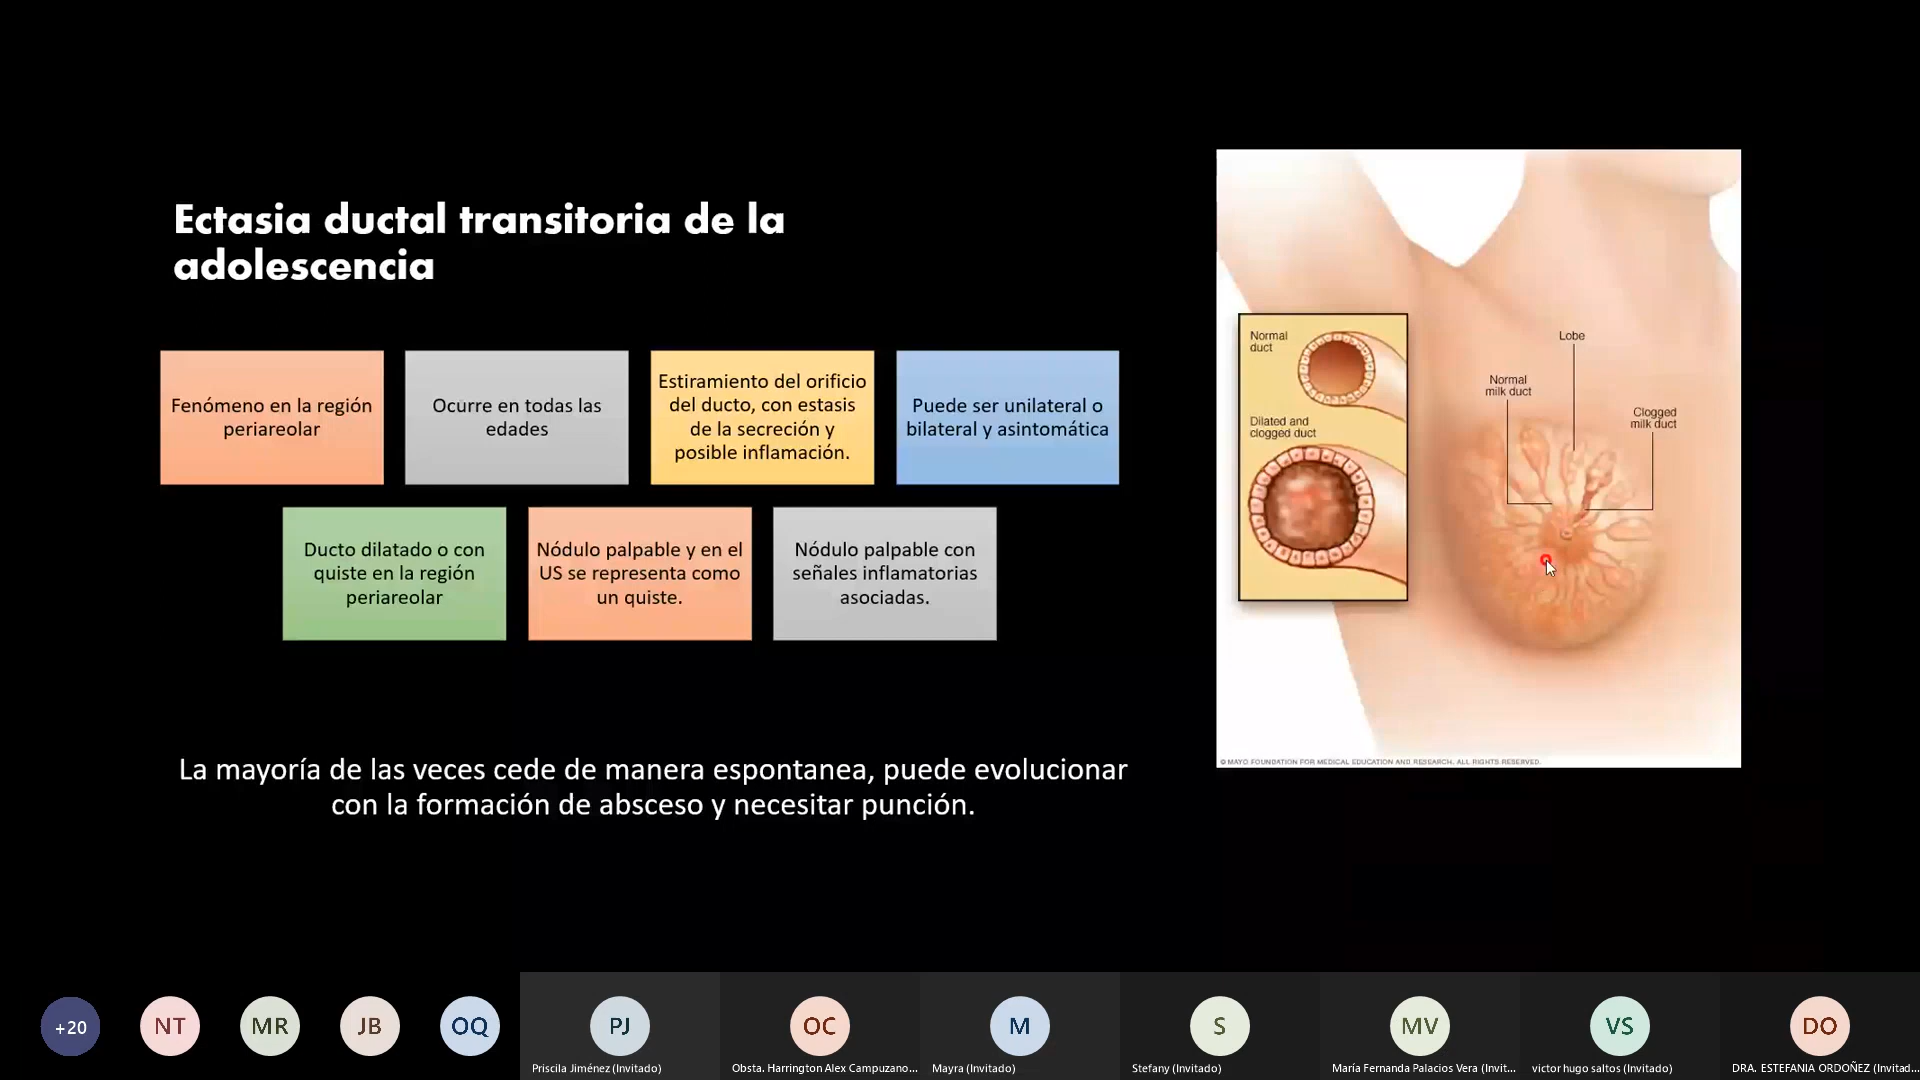 Ectasia ductal transitoria de la
adolescencia
Fenómeno en la región
periareolar
Ocurre en todas las
edades
Estiramiento del orificio
del ducto, con estasis
de la secreción y
posible inflamación.
Puede ser unilateral o
bilateral y asintomática
Ducto dilatado o con
quiste en la región
periareolar
Nódulo palpable y en el
US se representa como
un quiste.
Nódulo palpable con
señales inflamatorias
asociadas.
La mayoría de las veces cede de manera espontanea, puede evolucionar
con la formación de absceso y necesitar punción.
Normal
duct
Dilated and
clogged duct
Lobe
Normal
milk duct
Clogged
milk duct
© MAYO FOUNDATION FOR MEDICAL EDUCATION AND RESEARCH. ALL RIGHTS RESERVED.
+20
NT
MR
JB
OQ
PJ
OC
M
S
MV
VS
DO
Priscila Jiménez (Invitado)
Obsta. Harrington Alex Campuzano...
Mayra (Invitado)
Stefany (Invitado)
María Fernanda Palacios Vera (Invit...
victor hugo saltos (Invitado)
DRA. ESTEFANIA ORDOÑEZ (Invitad...